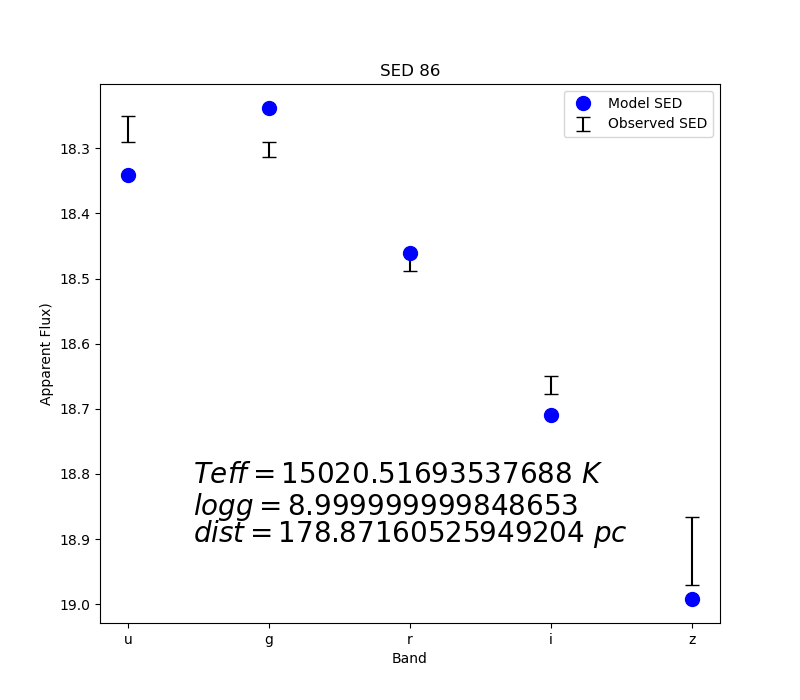 SED 86
Model SED
Observed SED
18.3
18.4
18.5
18.6
18.7
18.8
18.9
19.0
Apparent Flux)
Teff = 15020.51693537688 K
logg = 8.999999999848653
dist = 178.87160525949204 pc
u g r i z
Band